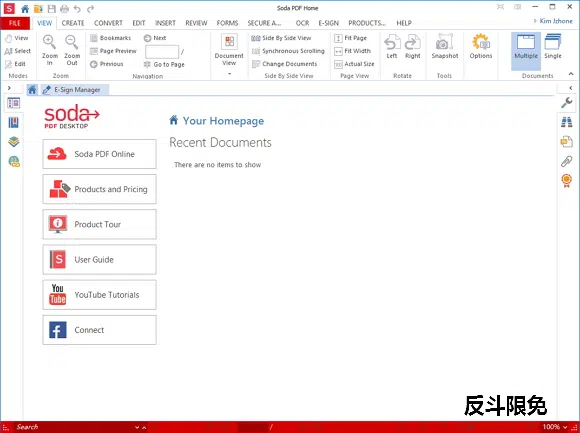 Soda PDF Home
FILE VIEW CREATE CONVERT EDIT INSERT REVIEW FORMS SECURE A... OCR E-SIGN PRODUCTS... HELP Kim Jzhone
View Select Edit Modes
Zoom In Zoom Out Zoom
Bookmarks Page Preview Previous Next / Go to Page Navigation
Document View
Side By Side View Synchronous Scrolling Change Documents Side By Side View
Fit Page Fit Width Actual Size Page View
Left Right Rotate
Snapshot Tools
Options
Multiple Single Documents
E-Sign Manager
soda
PDF DESKTOP
Your Homepage
Recent Documents
There are no items to show
Soda PDF Online
Products and Pricing
Product Tour
S User Guide
You Tube YouTube Tutorials
f Connect
反斗限免
Search / 100%